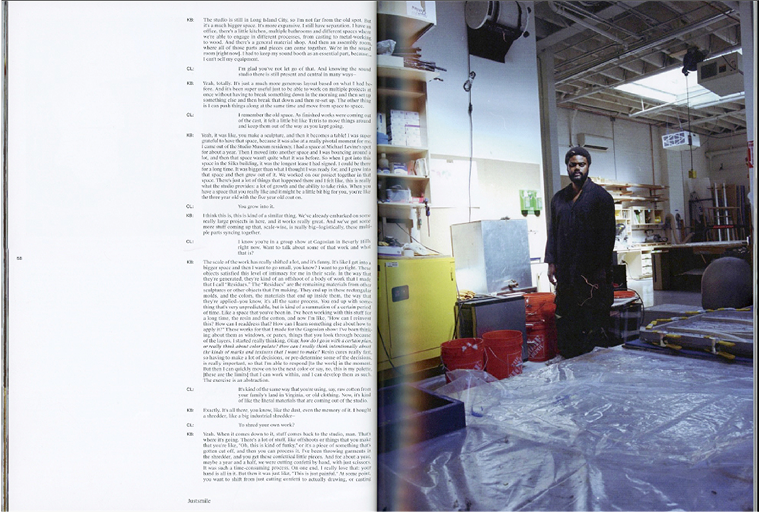 KB: The studio is still in Long Island City, so I'm not far from the old spot, but
it's a much bigger space. It's more expensive. I still have separation. I have an
office, there's a little kitchen, multiple bathrooms and different spaces where
we're able to engage in different processes, from casting to metal-working
to wood. And there's a general material shop. And then an assembly room,
where all of those parts and pieces can come together. We're in the sound
room [right now]. I had to keep my sound booth as an essential part, because...
I can't sell my equipment.
CL: I'm glad you've not let go of that. And knowing the sound
studio there is still present and central in many ways–
KB: Yeah, totally. It's just a much more generous layout based on what I had be-
fore. And it's been super useful just to be able to work on multiple projects at
once without having to break something down in the morning and then set up
something else and then break that down and then re-set up. The other thing
is I can push things along at the same time and move from space to space.
CL: I remember the old space. As finished works were coming out
of the cast, it felt a little bit like Tetris to move things around
and keep them out of the way as you kept going.
KB: Yeah, it was like, you make a sculpture, and then it becomes a table! I was more
grateful to have that space, because it was also at a really pivotal moment for me.
I came out of the Studio Museum residency. I had a space at Michael Levine's spot
for about a year. Then I moved into another space and I was bouncing around a
lot, and then that space wasn't quite what it was before. So when I got into this
space in the Silks building, it was the longest lease I had signed. I could be there
for a long time. It was bigger than what I thought I was ready for, and I grew into
that space and then grew out of it. We worked on our project together in that
space. There's just a lot of things that happened there and I felt like, this is really
what the studio provides: a lot of growth and the ability to take risks. When you
have a space that you really like and it might be a little bit big for you, you're like
the three year old with the five year old coat on.
CL: You grow into it.
KB: I think this is, this is kind of a similar thing. We've already embarked on some
really large projects in here, and it works really great. And we've got some
more stuff coming up that, scale-wise, is really big–logistically, these multi-
ple parts syncing together.
CL: I know you're in a group show at Gagosian in Beverly Hills
right now. Want to talk about some of that work and what
that is?
KB: The scale of the work has really shifted a lot, and it's funny. It's like I get into a
bigger space and then I want to go small, you know? I want to go tight. These
objects satisfied this level of intimacy for me in their scale. In the way that
they're generated, they're kind of an offshoot of a body of work that I made
that I call "Residues." The "Residues" are the remaining materials from other
sculptures or other objects that I'm making. They end up in these rectangular
molds, and the colors, the materials that end up inside them, the way that
they're applied–you know, it's all the same process. You end up with some-
thing that's very unpredictable, but is kind of a summation of a certain period
of time. Like a space that you've been in. I've been working with this stuff for
a long time, the resin and the cotton, and now I'm like, "How can I reinvent
this? How can I readdress that? How can I learn something else about how to
apply it?" These works for that I made for the Gagosian show: I've been think-
ing about them as windows, or panes, things that you look through because
of the layers. I started really thinking, Okay, how do I go in with a certain idea,
or really think about color palate? How can I really think intentionally about
the kinds of marks and textures that I want to make? Resin cures really fast,
so having to make a lot of decisions, or pre-determine some of the decisions,
is really important, so that I'm able to respond [to the work] in the moment.
But then I can quickly move on to the next color or say, no, this is my palette,
[these are the limits] that I can work within, and I can develop them as such.
The exercise is an abstraction.
CL: It's kind of the same way that you're using, say, raw cotton from
your family's land in Virginia, or old clothing. Now, it's kind
of like the literal materials that are coming out of the studio.
KB: Exactly. It's all there, you know, like the dust, even the memory of it. I bought
a shredder, like a big industrial shredder–
CL: To shred your own work?
KB: Yeah. When it comes down to it, stuff comes back to the studio, man. That's
where it's going. There's a lot of stuff, like offshoots or things that you make
that you're like, "Oh, this is kind of funky," or it's a piece of something that's
gotten cut off, and then you can process it. I've been throwing garments in
the shredder, and you get these confettical little pieces. And for about a year,
maybe a year and a half, we were cutting confetti by hand, with just scissors.
It was such a time-consuming process. On one end, I really love that: your
hand is all in it. But then it was just like, "This is just painful." At some point
you want to shift from just cutting confetti to actually drawing, or casting
Justsmile